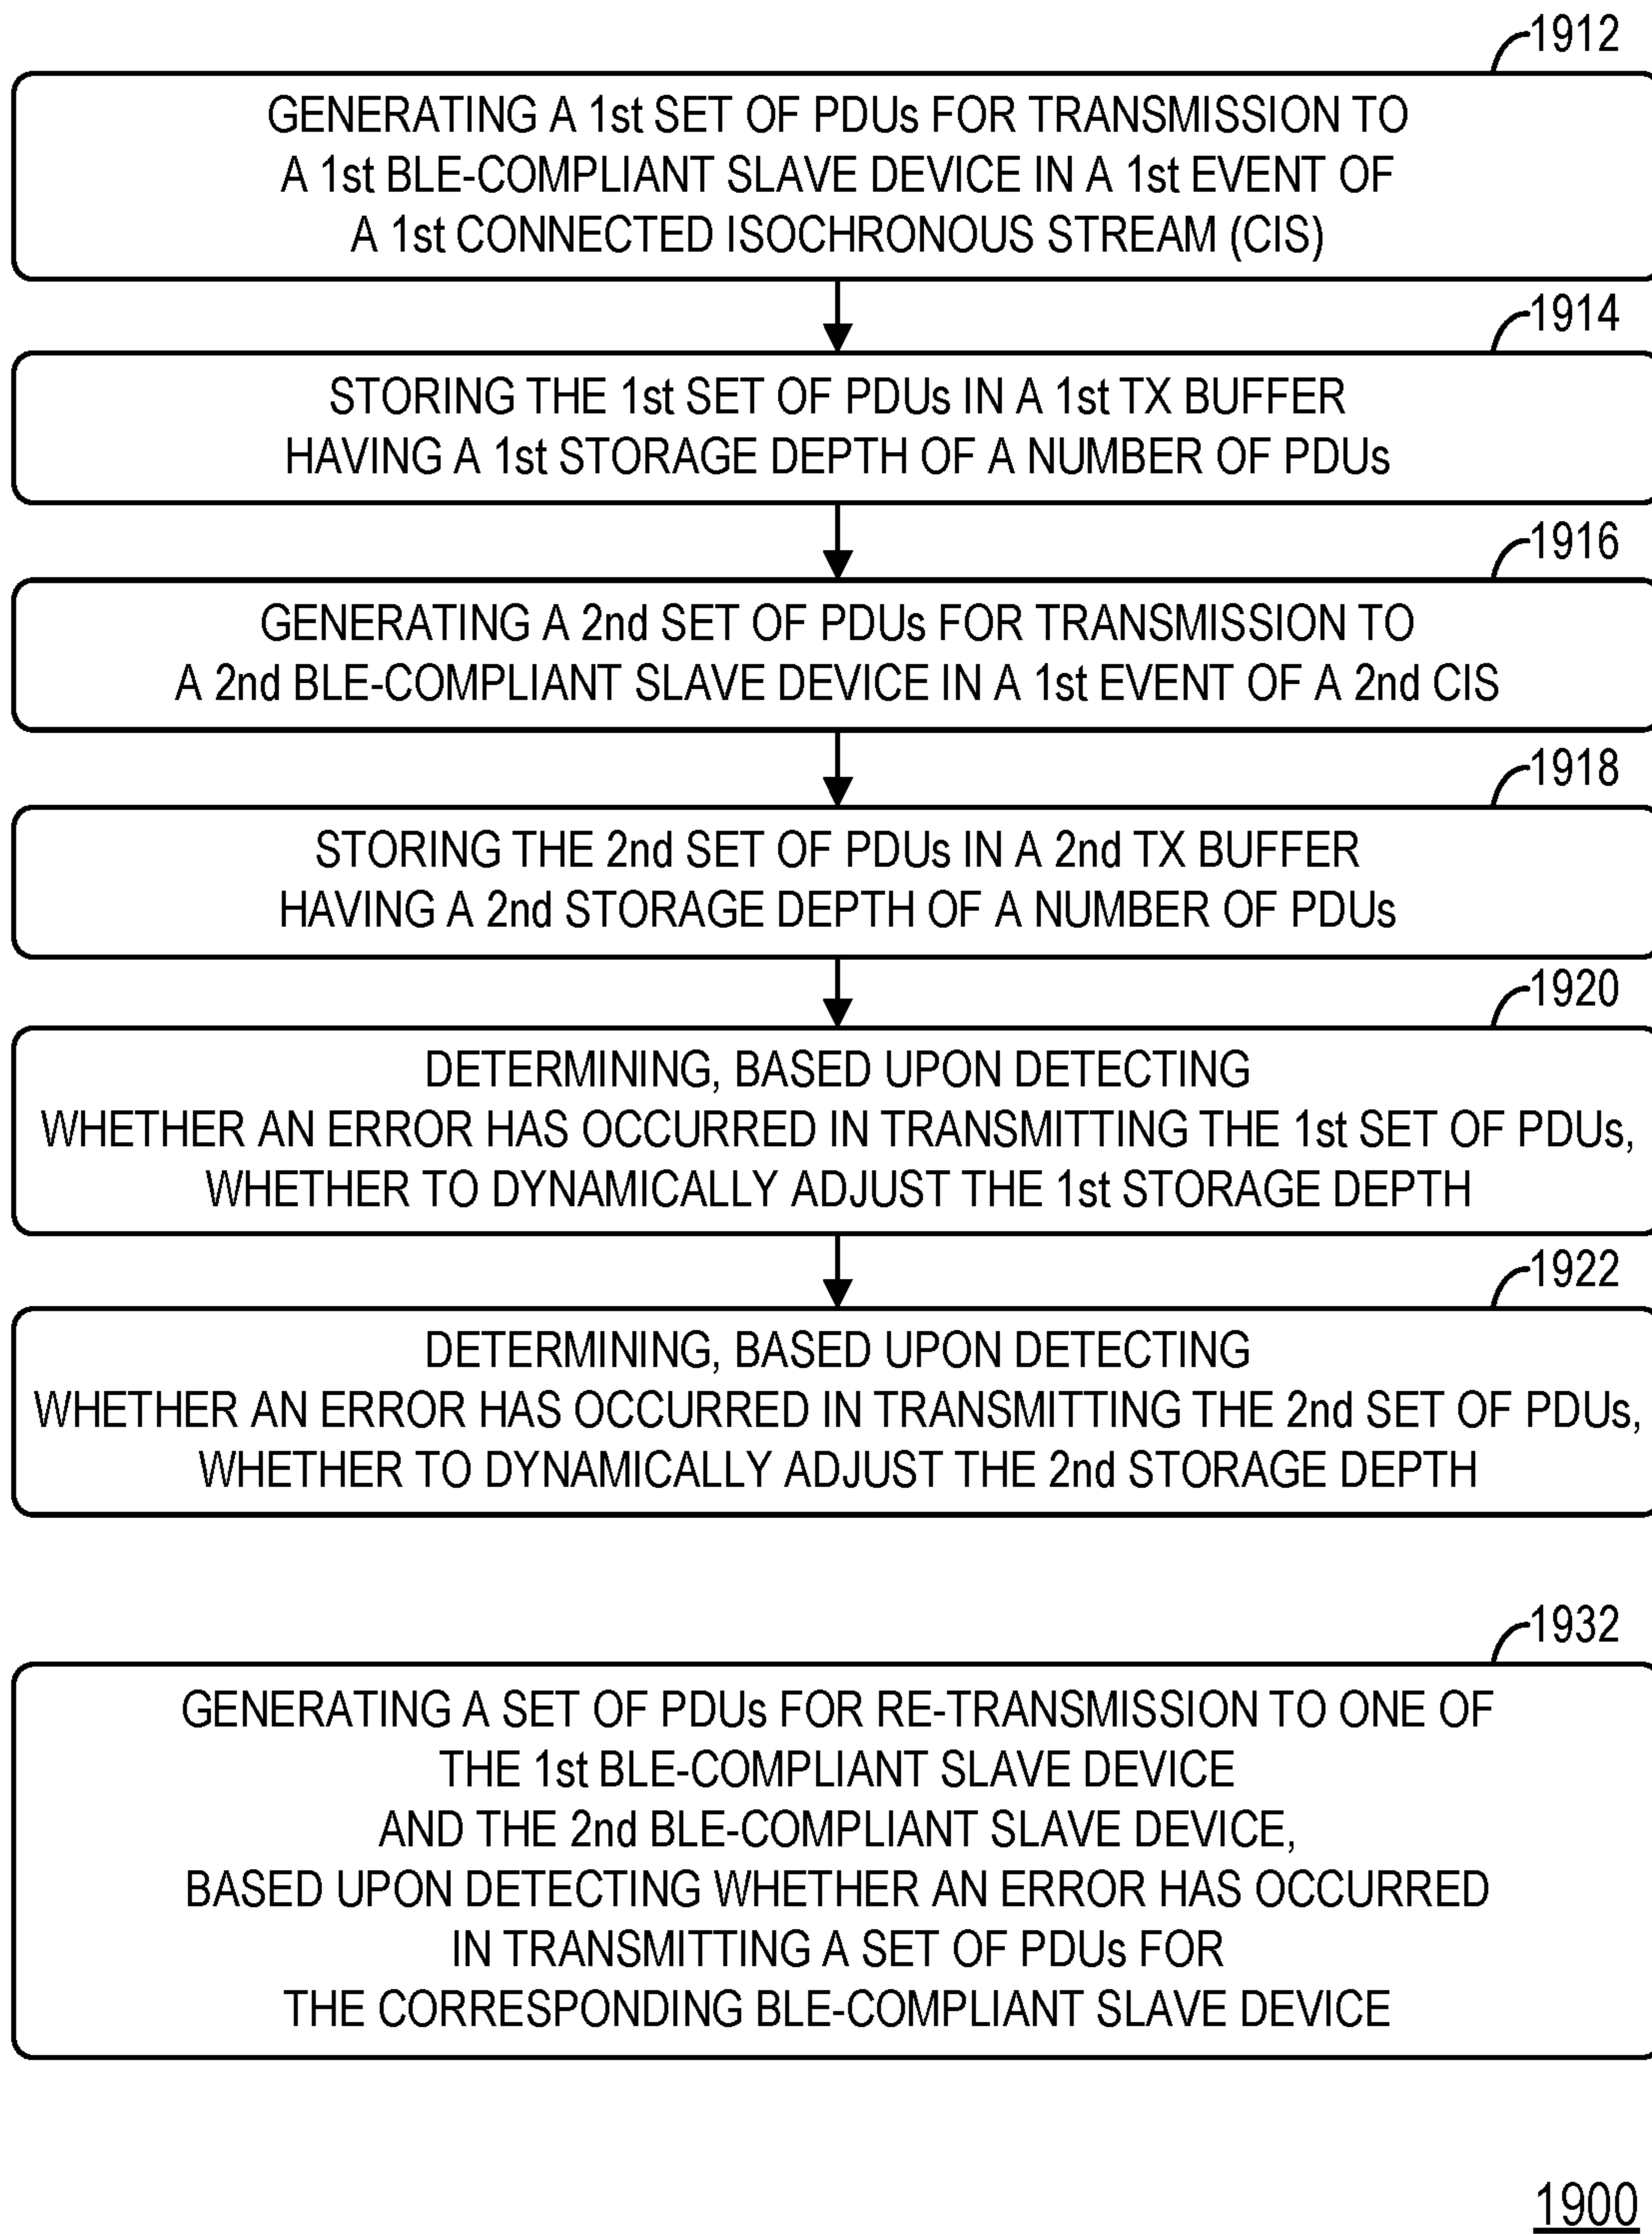 1912
GENERATING A 1st SET OF PDUs FOR TRANSMISSION TO
A 1st BLE-COMPLIANT SLAVE DEVICE IN A 1st EVENT OF
A 1st CONNECTED ISOCHRONOUS STREAM (CIS)
1914
STORING THE 1st SET OF PDUs IN A 1st TX BUFFER
HAVING A 1st STORAGE DEPTH OF A NUMBER OF PDUs
1916
GENERATING A 2nd SET OF PDUs FOR TRANSMISSION TO
A 2nd BLE-COMPLIANT SLAVE DEVICE IN A 1st EVENT OF A 2nd CIS
1918
STORING THE 2nd SET OF PDUs IN A 2nd TX BUFFER
HAVING A 2nd STORAGE DEPTH OF A NUMBER OF PDUs
1920
DETERMINING, BASED UPON DETECTING
WHETHER AN ERROR HAS OCCURRED IN TRANSMITTING THE 1st SET OF PDUs,
WHETHER TO DYNAMICALLY ADJUST THE 1st STORAGE DEPTH
1922
DETERMINING, BASED UPON DETECTING
WHETHER AN ERROR HAS OCCURRED IN TRANSMITTING THE 2nd SET OF PDUs,
WHETHER TO DYNAMICALLY ADJUST THE 2nd STORAGE DEPTH
1932
GENERATING A SET OF PDUs FOR RE-TRANSMISSION TO ONE OF
THE 1st BLE-COMPLIANT SLAVE DEVICE
AND THE 2nd BLE-COMPLIANT SLAVE DEVICE,
BASED UPON DETECTING WHETHER AN ERROR HAS OCCURRED
IN TRANSMITTING A SET OF PDUs FOR
THE CORRESPONDING BLE-COMPLIANT SLAVE DEVICE
1900